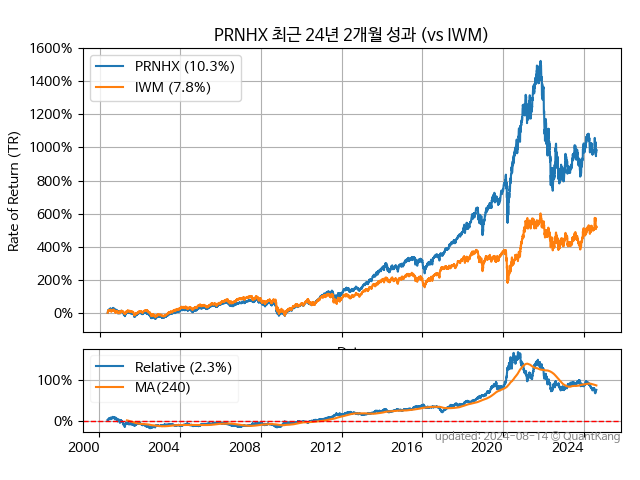 PRNHX 최근 24년 2개월 성과 (vs IWM)
1600%
1400%
1200%
1000%
800%
600%
400%
200%
0%
Rate of Return (TR)
PRNHX (10.3%)
IWM (7.8%)
100%
0%
Relative (2.3%)
MA(240)
2000 2004 2008 2012 2016 2020 2024
updated: 2024-08-14 © QuantKang